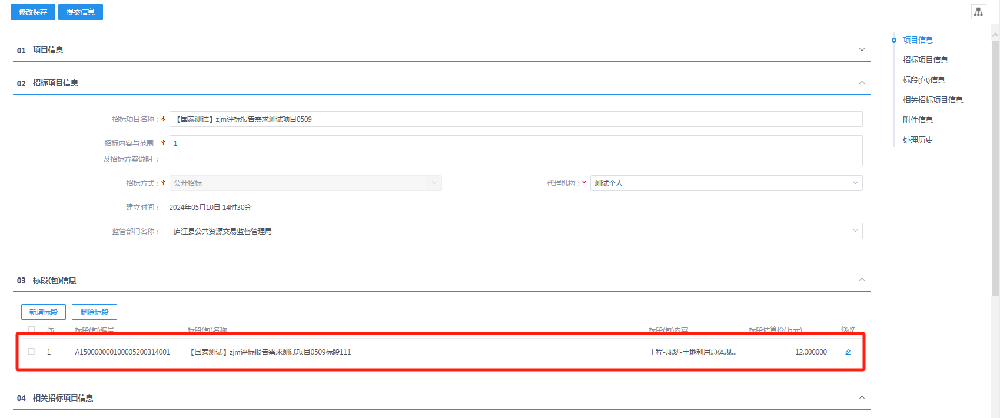 修改保存 提交信息
01 项目信息
02 招标项目信息
招标项目名称：* 【国泰测试】zjm评标报告需求测试项目0509
招标内容与范围 * 1
及招标方案说明 ：
招标方式：* 公开招标 代理机构：* 测试个人一
建立时间： 2024年05月10日 14时30分
监管部门名称： 庐江县公共资源交易监督管理局
03 标段(包)信息
新增标段 删除标段
序 标段(包)编号 标段(包)名称 标段(包)内容 标段估算价(万元) 修改
1 A150000000100005200314001 【国泰测试】zjm评标报告需求测试项目0509标段111 工程-规划-土地利用总体规... 12.000000
04 相关招标项目信息
项目信息
招标项目信息
标段(包)信息
相关招标项目信息
附件信息
处理历史